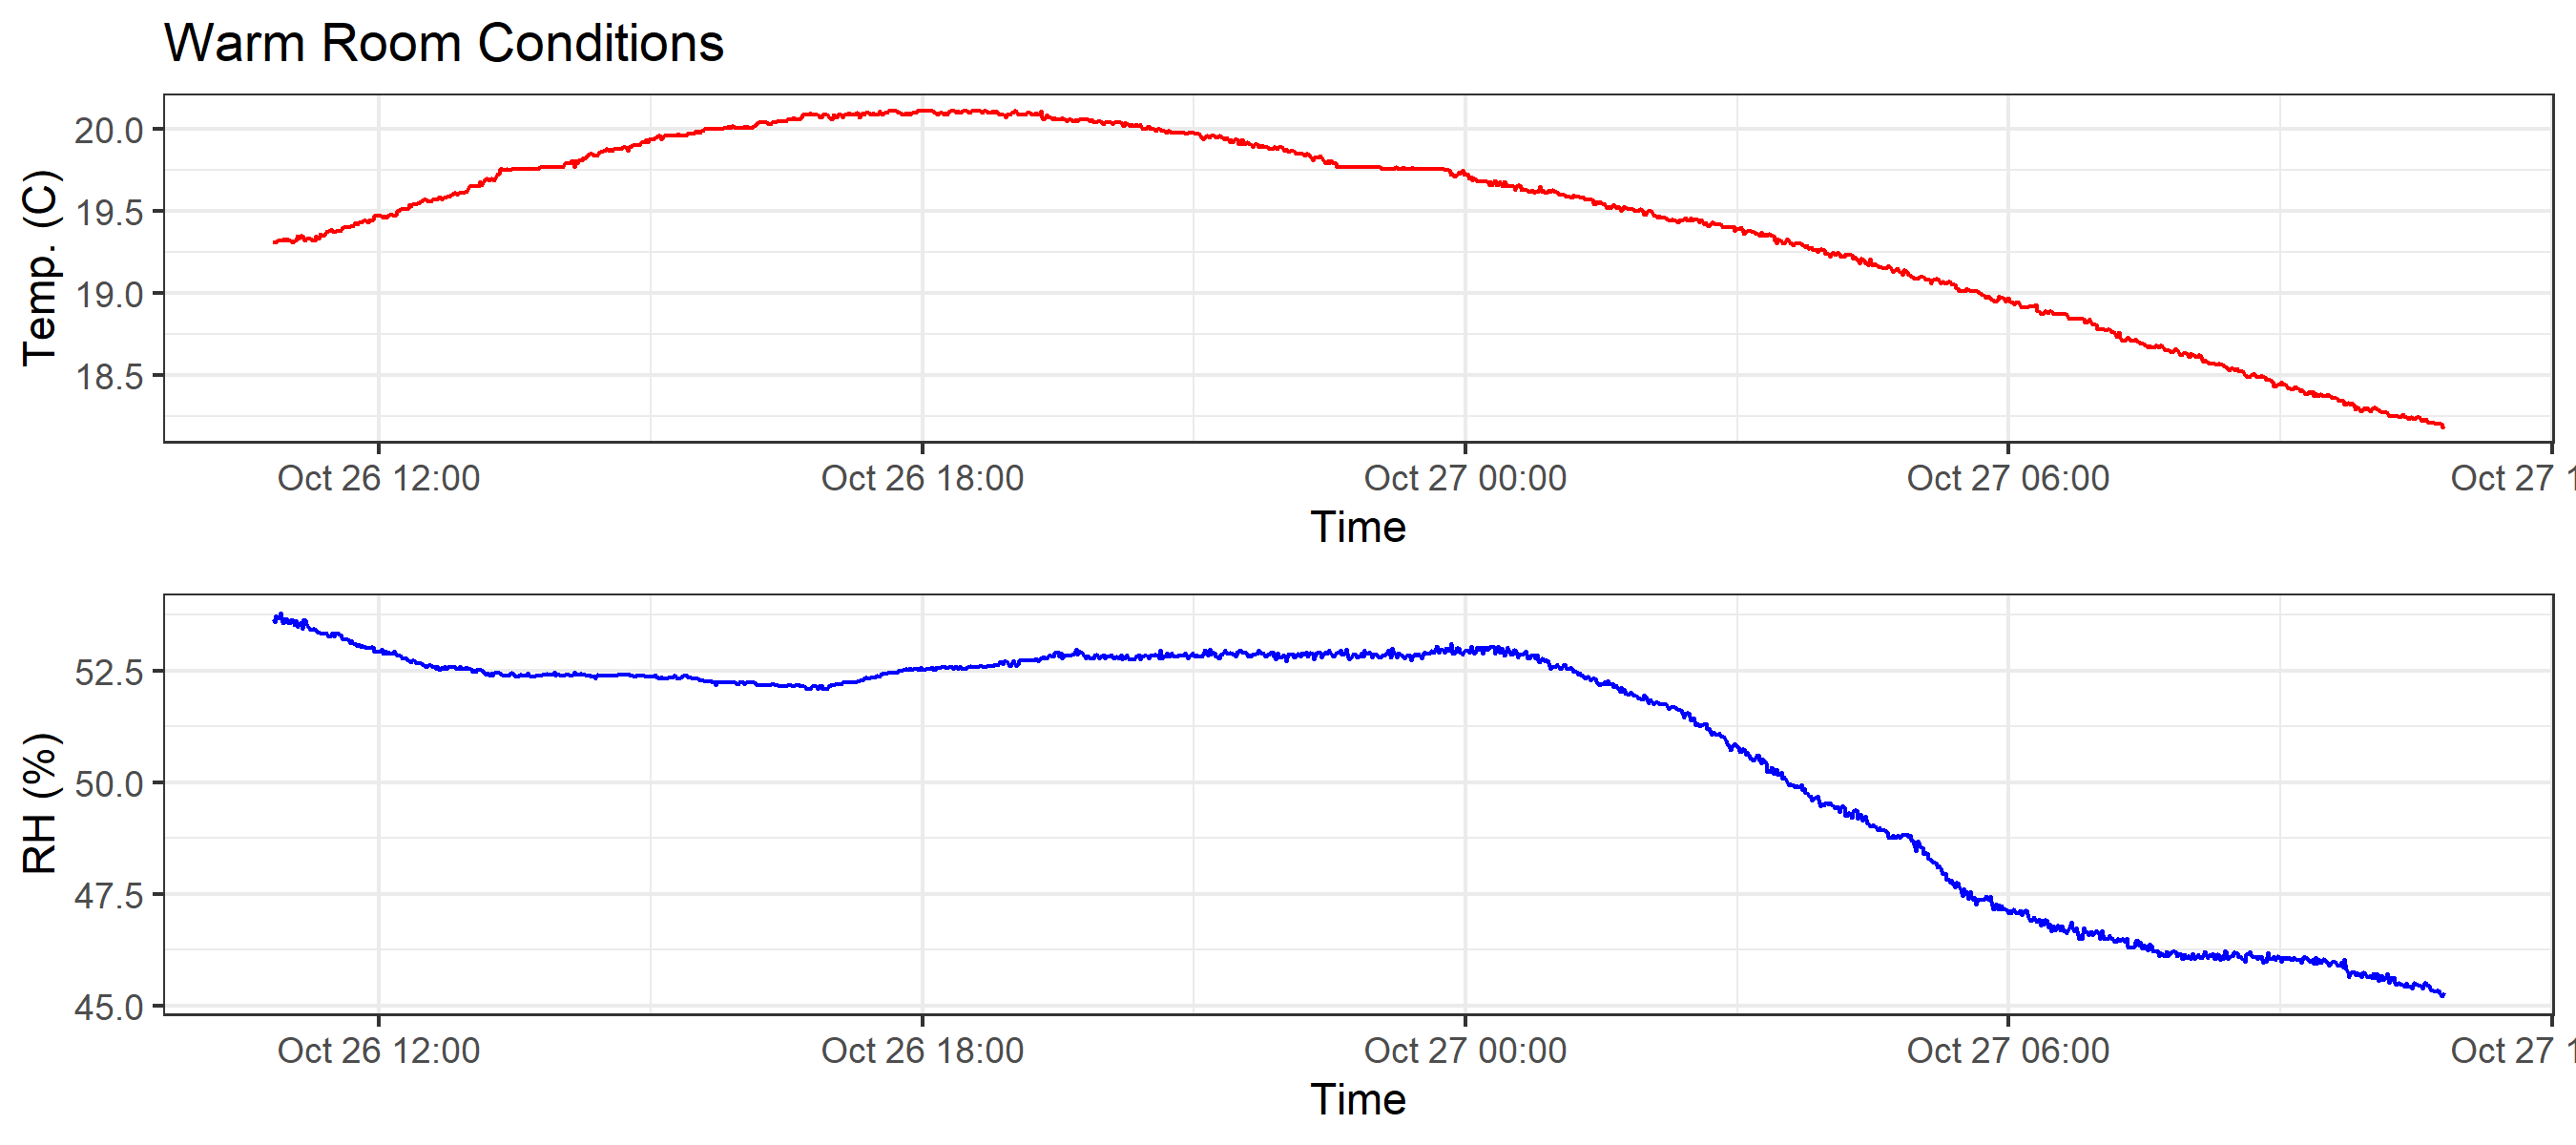 Warm Room Conditions
Temp. (C)
20.0
19.5
19.0
18.5
Oct 26 12:00 Oct 26 18:00 Oct 27 00:00 Oct 27 06:00 Oct 27 1
Time
RH (%)
52.5
50.0
47.5
45.0
Oct 26 12:00 Oct 26 18:00 Oct 27 00:00 Oct 27 06:00 Oct 27 1
Time